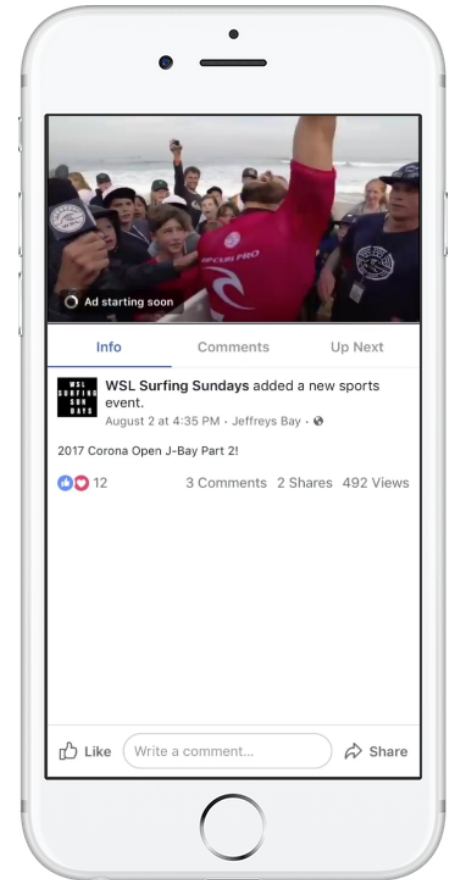 WSL
RIP CURL PRO
Ad starting soon
Info
Comments
Up Next
WSL
SURFING
SUN
DAYS
WSL Surfing Sundays added a new sports
event.
August 2 at 4:35 PM · Jeffreys Bay ·
2017 Corona Open J-Bay Part 2!
12
3 Comments 2 Shares 492 Views
Like
Write a comment...
Share